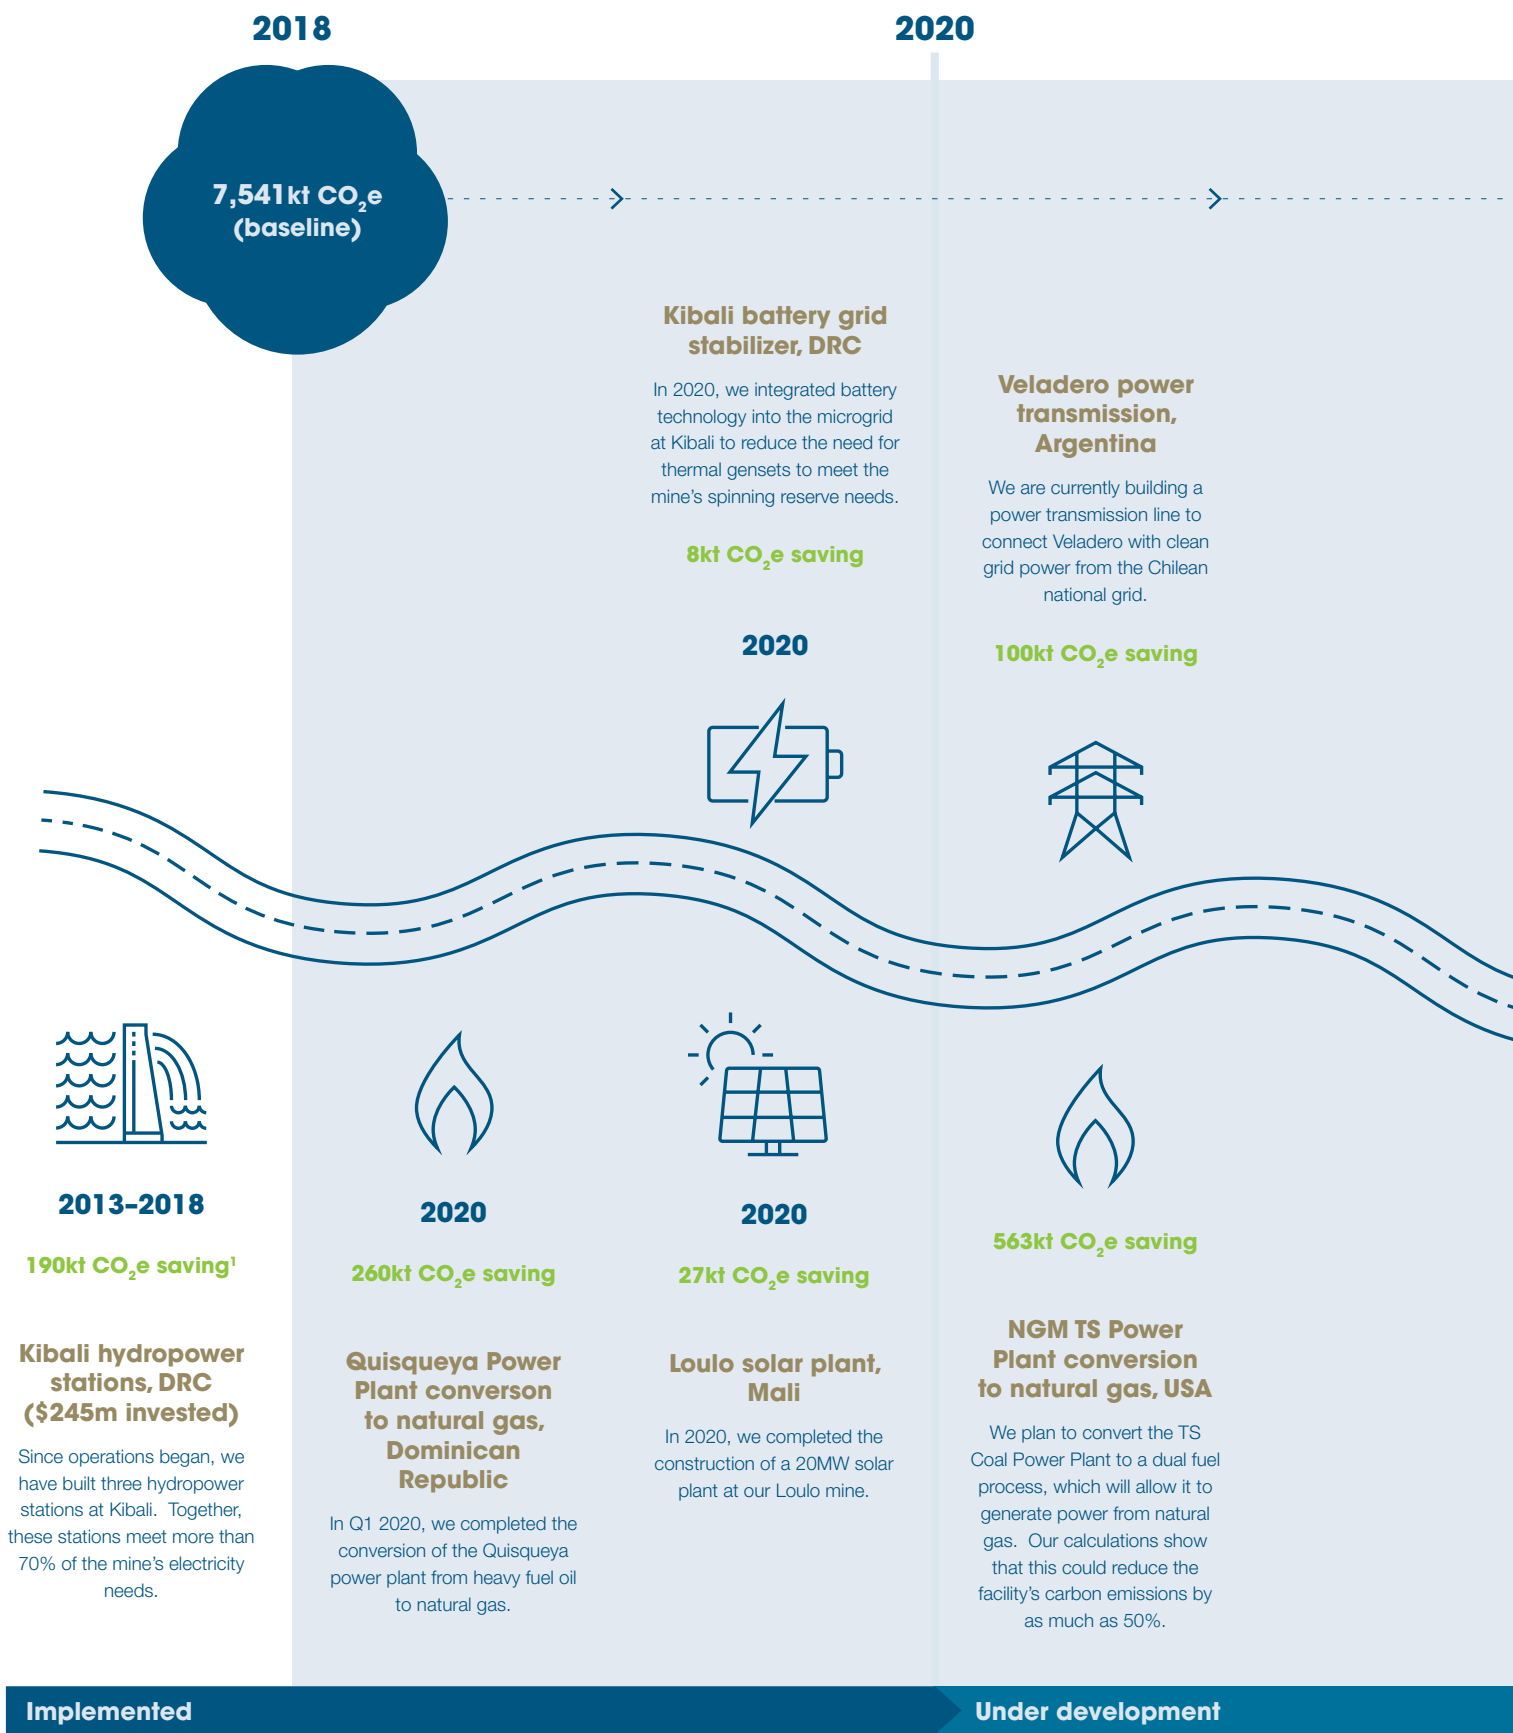 2018
2020
7,541kt CO2e
(baseline)
Kibali battery grid
stabilizer, DRC
In 2020, we integrated battery
technology into the microgrid
at Kibali to reduce the need for
thermal gensets to meet the
mine's spinning reserve needs.
8kt CO2e saving
2020
Veladero power
transmission,
Argentina
We are currently building a
power transmission line to
connect Veladero with clean
grid power from the Chilean
national grid.
100kt CO2e saving
2013–2018
190kt CO2e saving¹
Kibali hydropower
stations, DRC
($245m invested)
Since operations began, we
have built three hydropower
stations at Kibali. Together,
these stations meet more than
70% of the mine's electricity
needs.
2020
260kt CO2e saving
Quisqueya Power
Plant converson
to natural gas,
Dominican
Republic
In Q1 2020, we completed the
conversion of the Quisqueya
power plant from heavy fuel oil
to natural gas.
2020
27kt CO2e saving
Loulo solar plant,
Mali
In 2020, we completed the
construction of a 20MW solar
plant at our Loulo mine.
563kt CO2e saving
NGM TS Power
Plant conversion
to natural gas, USA
We plan to convert the TS
Coal Power Plant to a dual fuel
process, which will allow it to
generate power from natural
gas. Our calculations show
that this could reduce the
facility's carbon emissions by
as much as 50%.
Implemented
Under development